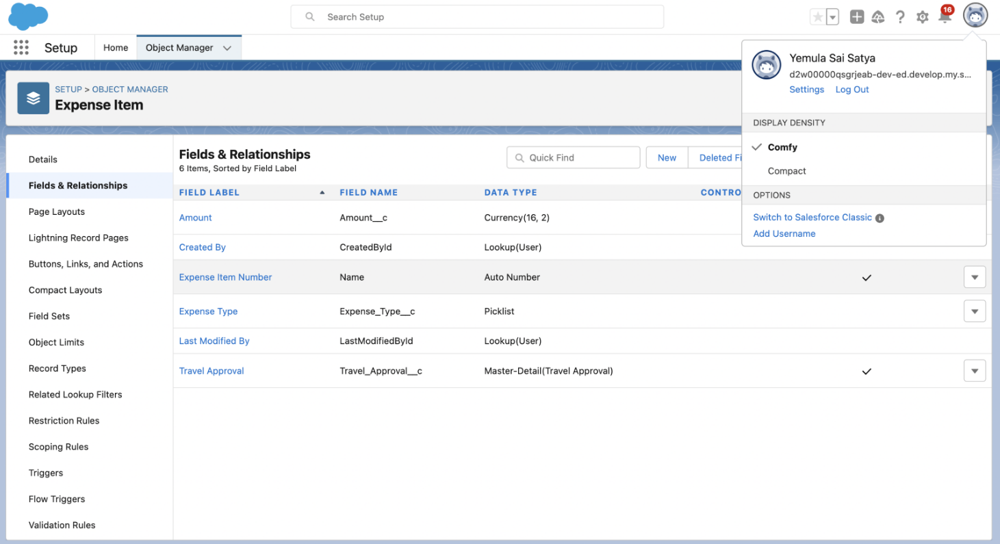 Search Setup
16
Setup
Home
Object Manager
Yemula Sai Satya
d2w00000qsgrjeab-dev-ed.develop.my.s...
Settings Log Out
SETUP > OBJECT MANAGER
Expense Item
DISPLAY DENSITY
Comfy
Compact
OPTIONS
Switch to Salesforce Classic
Add Username
Details
Fields & Relationships
Page Layouts
Lightning Record Pages
Buttons, Links, and Actions
Compact Layouts
Field Sets
Object Limits
Record Types
Related Lookup Filters
Restriction Rules
Scoping Rules
Triggers
Flow Triggers
Validation Rules
Fields & Relationships
6 Items, Sorted by Field Label
Quick Find
New
Deleted Fi
FIELD LABEL FIELD NAME DATA TYPE CONTRO
Amount Amount__c Currency(16, 2)
Created By CreatedById Lookup(User)
Expense Item Number Name Auto Number
Expense Type Expense_Type__c Picklist
Last Modified By LastModifiedById Lookup(User)
Travel Approval Travel_Approval__c Master-Detail(Travel Approval)